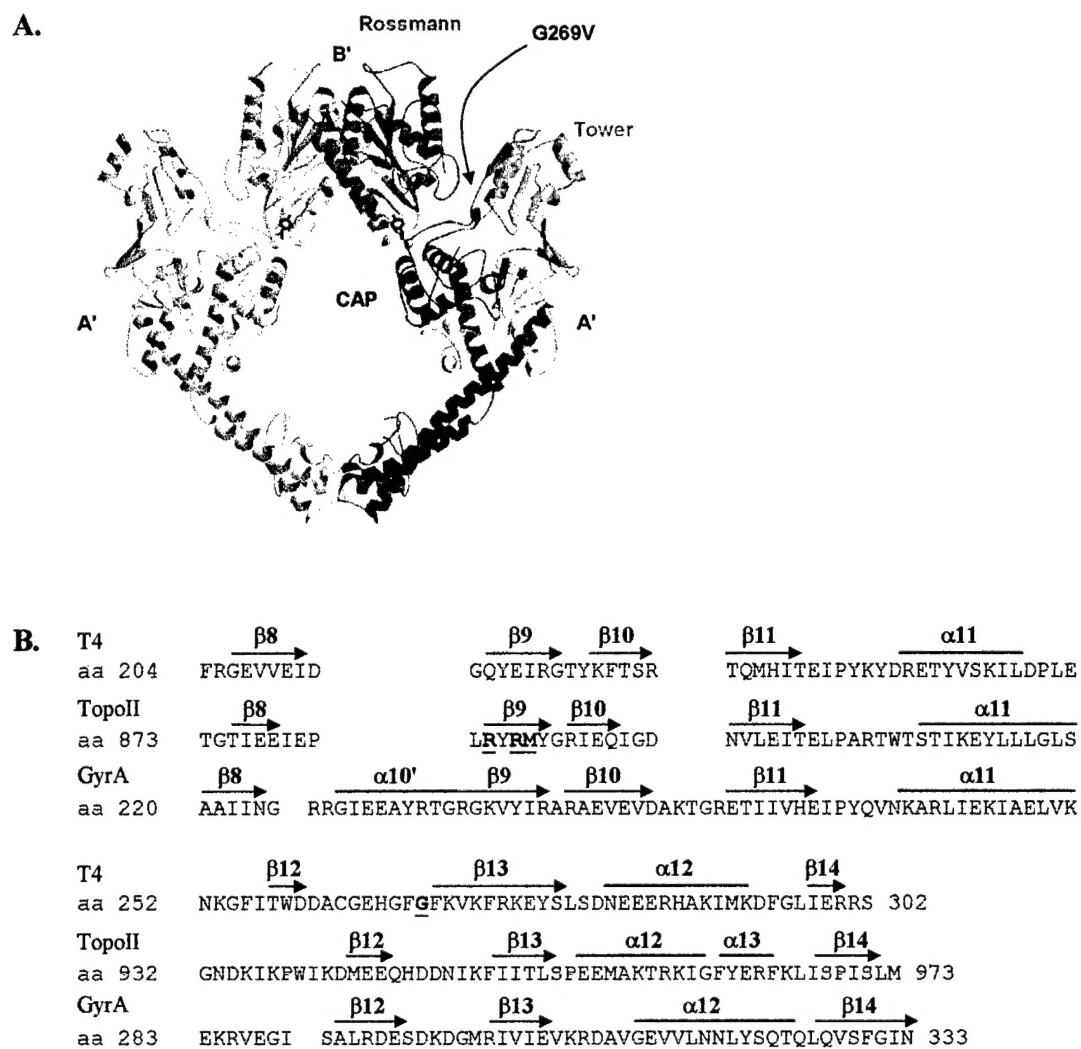 A.
Rossmann
B'
G269V
Tower
CAP
A' A'
B.
T4 β8 β9 β10 β11 α11
aa 204 FRGEVVEID GQYEIRGTYKFTSR TQMHITEIPYKYDRETYVSKILDPLE
TopoII β8 β9 β10 β11 α11
aa 873 TGTIEEIEP LRYRMYGRIEQIGD NVLEITELPARTWTSTIKEYLLLGLS
GyrA β8 α10' β9 β10 β11 α11
aa 220 AAIING RRGIEEAYRTGRGKVYIRARAEVEVDAKTGRETIIVHEIPYQVNKARLIEKIAELVK
T4 β12 β13 α12 β14
aa 252 NKGFITWDDACGEHGFGFKVKFRKEYSLSDNEEERHAKIMKDFGLIERRS 302
TopoII β12 β13 α12 α13 β14
aa 932 GNDKIKPWIKDMEEQHDDNIKFIITLSPEEMAKTRKIGFYERFKLISPISLM 973
GyrA β12 β13 α12 β14
aa 283 EKRVEGI SALRDESDKDGMRIVIEVKRDAVGEVVLNNLYSQTQLQVSFGIN 333